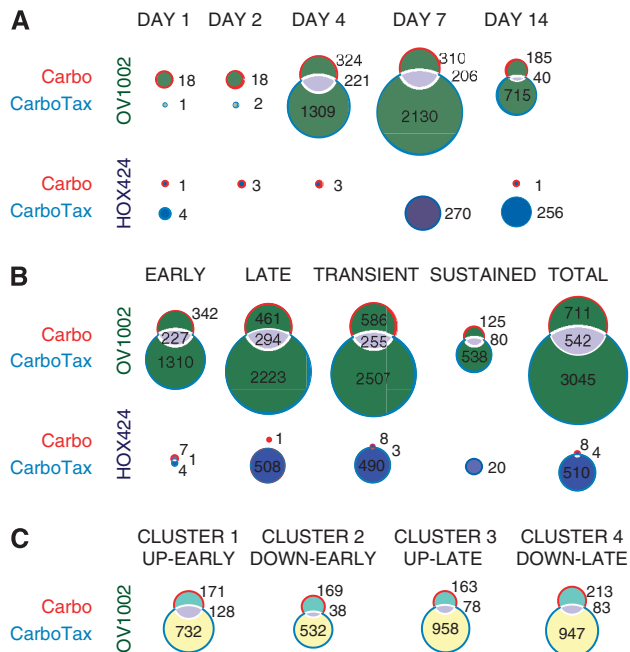 A
DAY 1 DAY 2 DAY 4 DAY 7 DAY 14
OV1002
Carbo 18 18 324 310 185
221 206 40
CarboTax 1 2 1309 2130 715
HOX424
Carbo 1 3 3 1
CarboTax 4 270 256
B
EARLY LATE TRANSIENT SUSTAINED TOTAL
OV1002
Carbo 342 461 586 125 711
227 294 255 80 542
CarboTax 1310 2223 2507 538 3045
HOX424
Carbo 7 1 8 8
1 3 4
CarboTax 4 508 490 20 510
C
CLUSTER 1 CLUSTER 2 CLUSTER 3 CLUSTER 4
UP-EARLY DOWN-EARLY UP-LATE DOWN-LATE
OV1002
Carbo 171 169 163 213
128 38 78 83
CarboTax 732 532 958 947